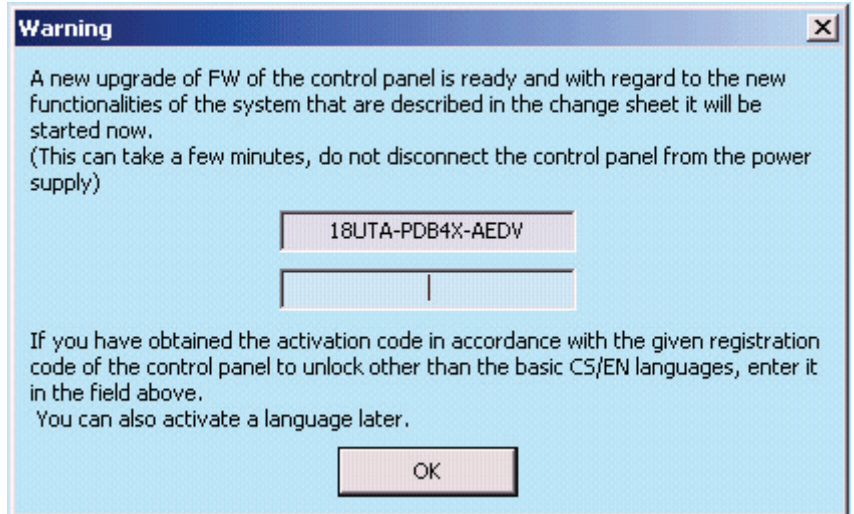 Warning
A new upgrade of FW of the control panel is ready and with regard to the new
functionalities of the system that are described in the change sheet it will be
started now.
(This can take a few minutes, do not disconnect the control panel from the power
supply)
18UTA-PDB4X-AEDV
If you have obtained the activation code in accordance with the given registration
code of the control panel to unlock other than the basic CS/EN languages, enter it
in the field above.
You can also activate a language later.
OK